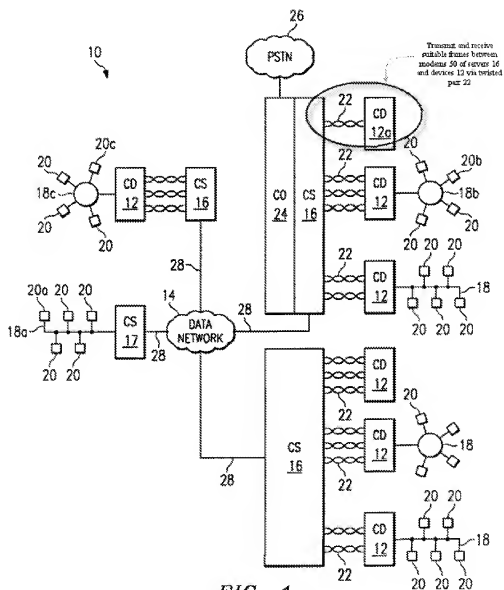 26
PSTN
10
Transmit and receive
suitable frames between
modems 50 of servers 16
and devices 12 via twisted
pair 22
22
CD
12a
20c
20
20
18c
20
20
CD
12
CS
16
CO
24
CS
16
22
CD
12
20
20b
18b
20
20
28
22
CD
12
20
20
18
20
20
20
20a
20
20
18a
20
20
CS
17
28
14
DATA
NETWORK
28
28
CS
16
22
CD
12
22
CD
12
20
18
22
CD
12
20
20
18
20
20
20
FIG. 1